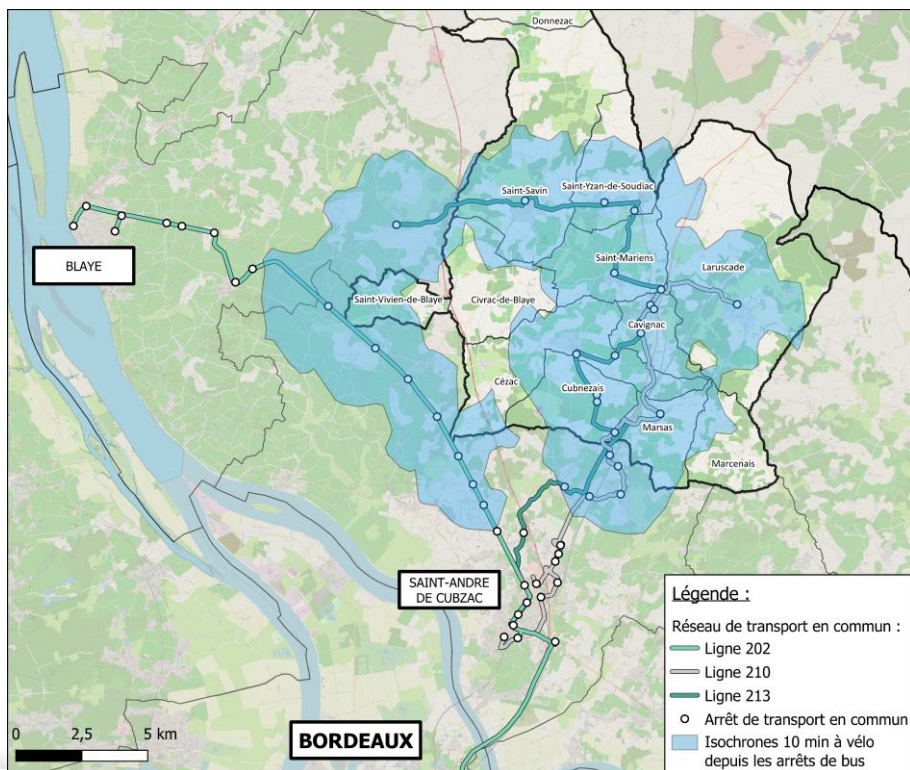 Donnezac
Saint-Savin
Saint-Yzan-de-Soudiac
Saint-Mariens
Laruscade
BLAYE
Saint-Vivien-de-Blaye
Civrac-de-Blaye
Cavignac
Cézac
Cubnezais
Marsas
Marcenais
SAINT-ANDRE
DE CUBZAC
BORDEAUX
0 2,5 5 km
Légende :
Réseau de transport en commun :
Ligne 202
Ligne 210
Ligne 213
Arrêt de transport en commun
Isochrones 10 min à vélo
depuis les arrêts de bus